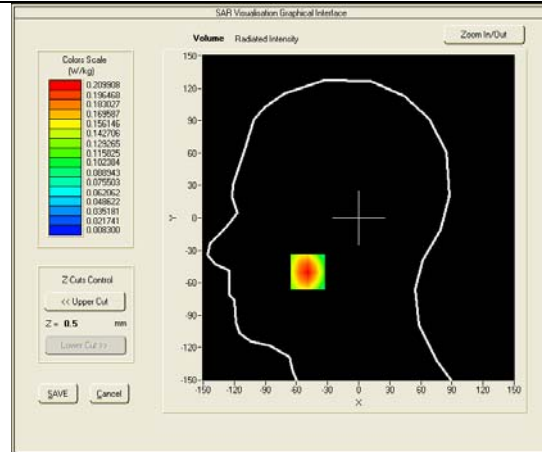 SAR Visualisation Graphical Interface
Volume Radiated Intensity
Zoom In/Out
Colors Scale
(W/kg)
0.209908
0.196468
0.183027
0.169587
0.156146
0.142706
0.129265
0.115825
0.102384
0.088943
0.075503
0.062062
0.048622
0.035181
0.021741
0.008300
Z Cuts Control
<< Upper Cut
Z = 0.5 mm
Lower Cut >>
SAVE Cancel
150
120
90
60
30
0
-30
-60
-90
-120
-150
Y
-150 -120 -90 -60 -30 0 30 60 90 120 150
X